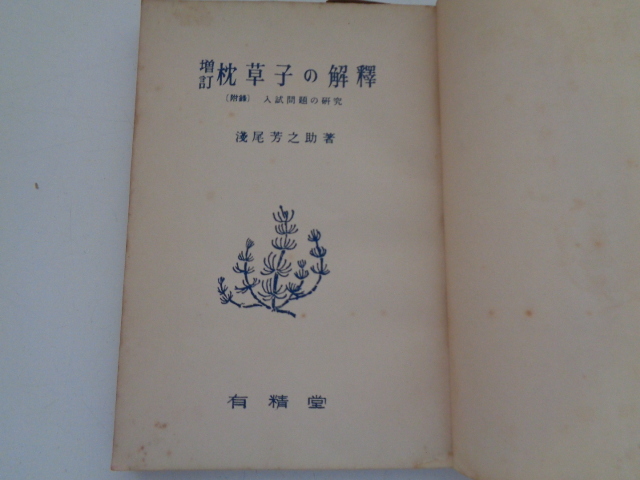 増訂 枕草子の解釋
〔附錄〕 入試問題の研究
淺尾芳之助著
有精堂